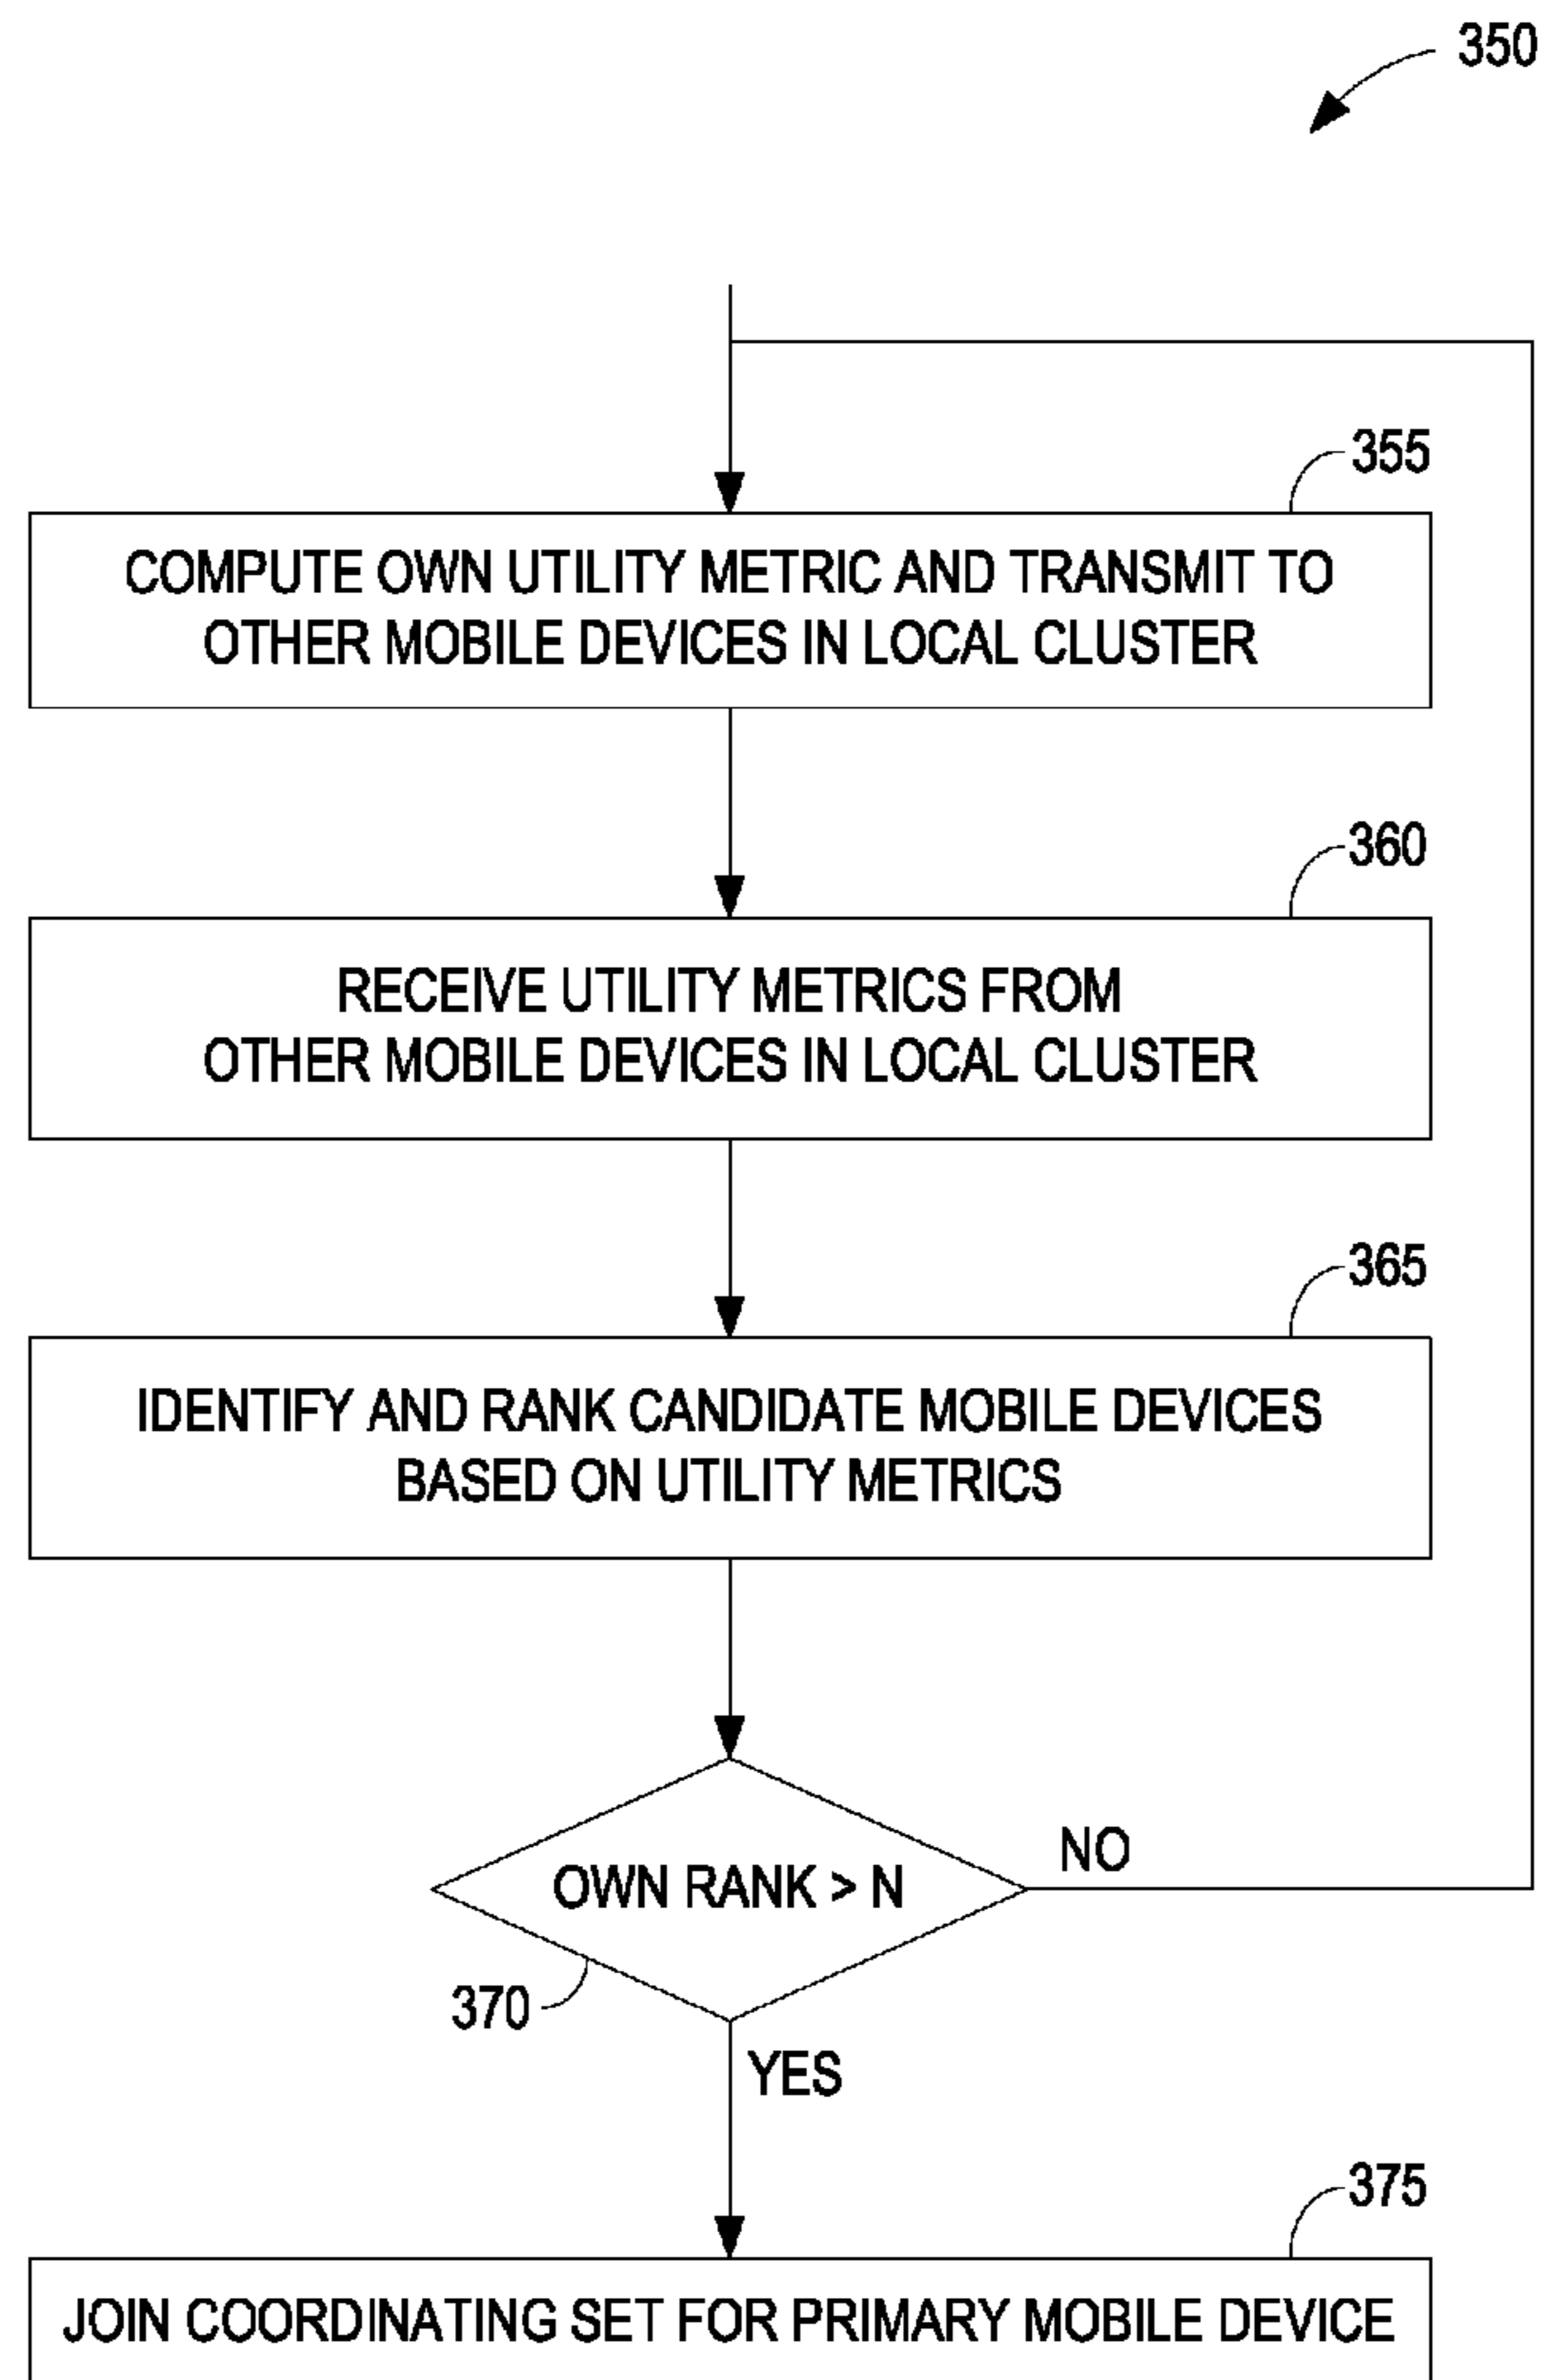 350
355
COMPUTE OWN UTILITY METRIC AND TRANSMIT TO
OTHER MOBILE DEVICES IN LOCAL CLUSTER
360
RECEIVE UTILITY METRICS FROM
OTHER MOBILE DEVICES IN LOCAL CLUSTER
365
IDENTIFY AND RANK CANDIDATE MOBILE DEVICES
BASED ON UTILITY METRICS
NO
OWN RANK > N
370
YES
375
JOIN COORDINATING SET FOR PRIMARY MOBILE DEVICE